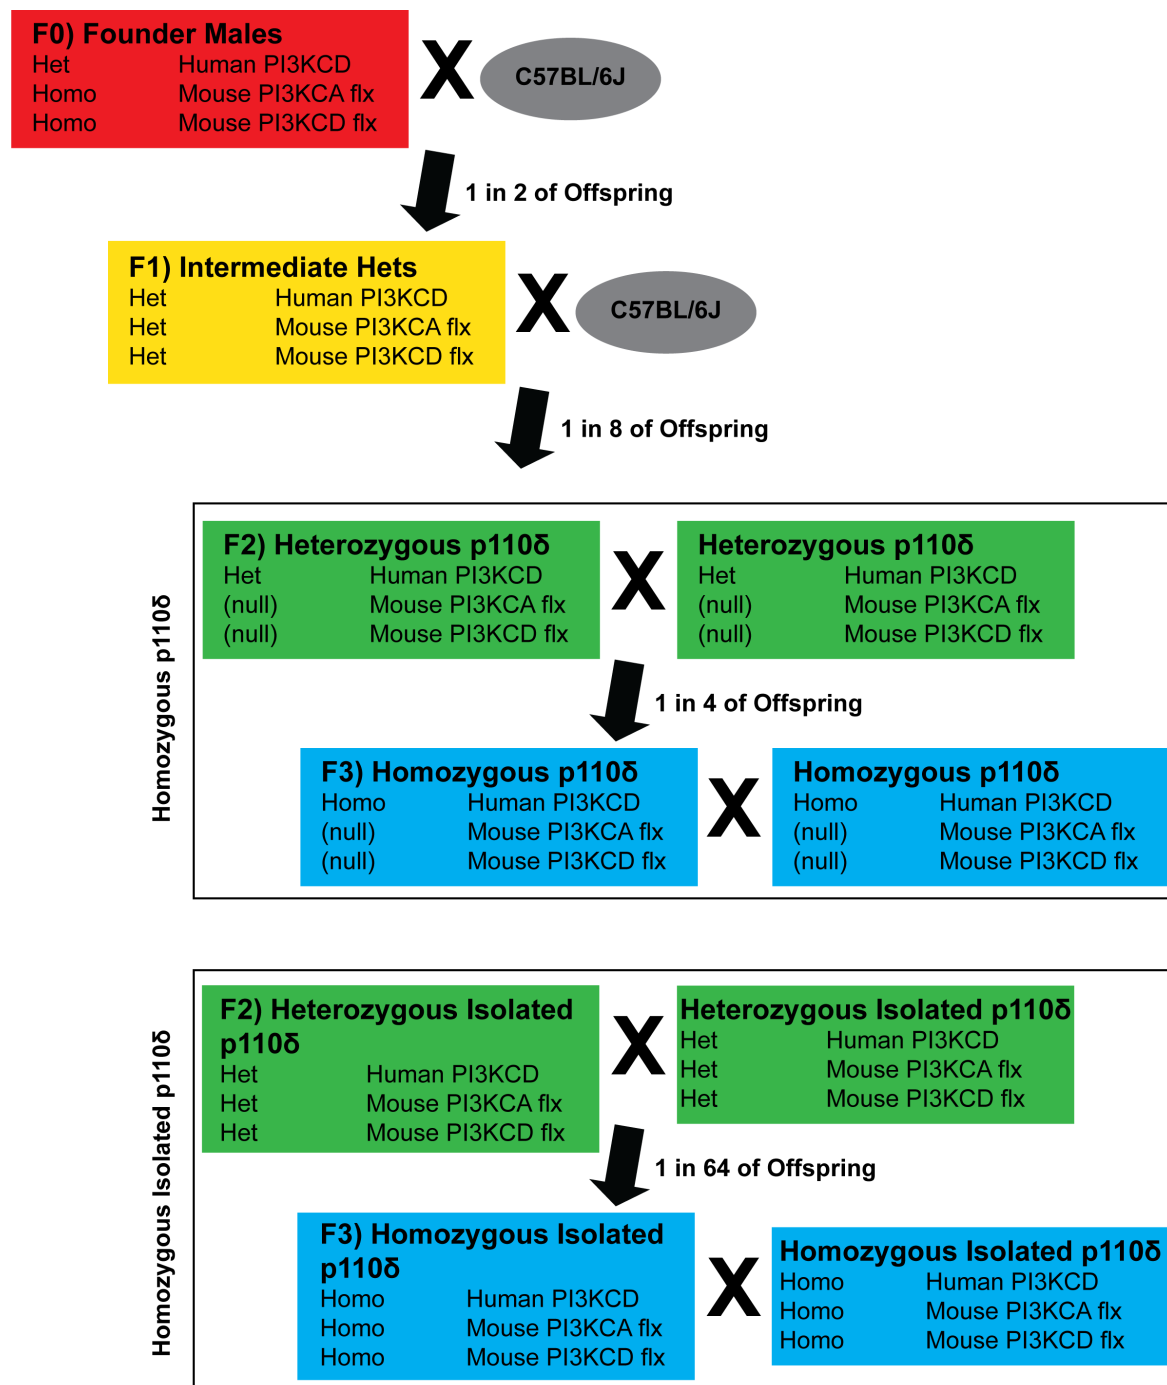 F0) Founder Males
Het Human PI3KCD
Homo Mouse PI3KCA flx
Homo Mouse PI3KCD flx
X
C57BL/6J
1 in 2 of Offspring
F1) Intermediate Hets
Het Human PI3KCD
Het Mouse PI3KCA flx
Het Mouse PI3KCD flx
X
C57BL/6J
1 in 8 of Offspring
Homozygous p110δ
F2) Heterozygous p110δ
Het Human PI3KCD
(null) Mouse PI3KCA flx
(null) Mouse PI3KCD flx
X
Heterozygous p110δ
Het Human PI3KCD
(null) Mouse PI3KCA flx
(null) Mouse PI3KCD flx
1 in 4 of Offspring
F3) Homozygous p110δ
Homo Human PI3KCD
(null) Mouse PI3KCA flx
(null) Mouse PI3KCD flx
X
Homozygous p110δ
Homo Human PI3KCD
(null) Mouse PI3KCA flx
(null) Mouse PI3KCD flx
Homozygous Isolated p110δ
F2) Heterozygous Isolated
p110δ
Het Human PI3KCD
Het Mouse PI3KCA flx
Het Mouse PI3KCD flx
X
Heterozygous Isolated p110δ
Het Human PI3KCD
Het Mouse PI3KCA flx
Het Mouse PI3KCD flx
1 in 64 of Offspring
F3) Homozygous Isolated
p110δ
Homo Human PI3KCD
Homo Mouse PI3KCA flx
Homo Mouse PI3KCD flx
X
Homozygous Isolated p110δ
Homo Human PI3KCD
Homo Mouse PI3KCA flx
Homo Mouse PI3KCD flx